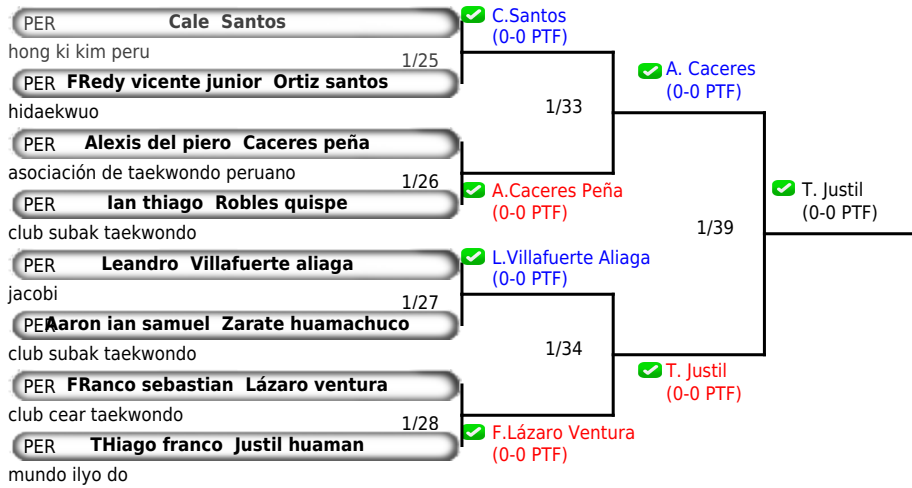 PER Cale Santos
hong ki kim peru
1/25
PER FRedy vicente junior Ortiz santos
hidaekwuo
PER Alexis del piero Caceres peña
asociación de taekwondo peruano
1/26
PER Ian thiago Robles quispe
club subak taekwondo
PER Leandro Villafuerte aliaga
jacobi
1/27
PER Aaron ian samuel Zarate huamachuco
club subak taekwondo
PER FRanco sebastian Lázaro ventura
club cear taekwondo
1/28
PER THiago franco Justil huaman
mundo ilyo do
C.Santos
(0-0 PTF)
1/33
A.Caceres Peña
(0-0 PTF)
L.Villafuerte Aliaga
(0-0 PTF)
1/34
F.Lázaro Ventura
(0-0 PTF)
A. Caceres
(0-0 PTF)
1/39
T. Justil
(0-0 PTF)
T. Justil
(0-0 PTF)